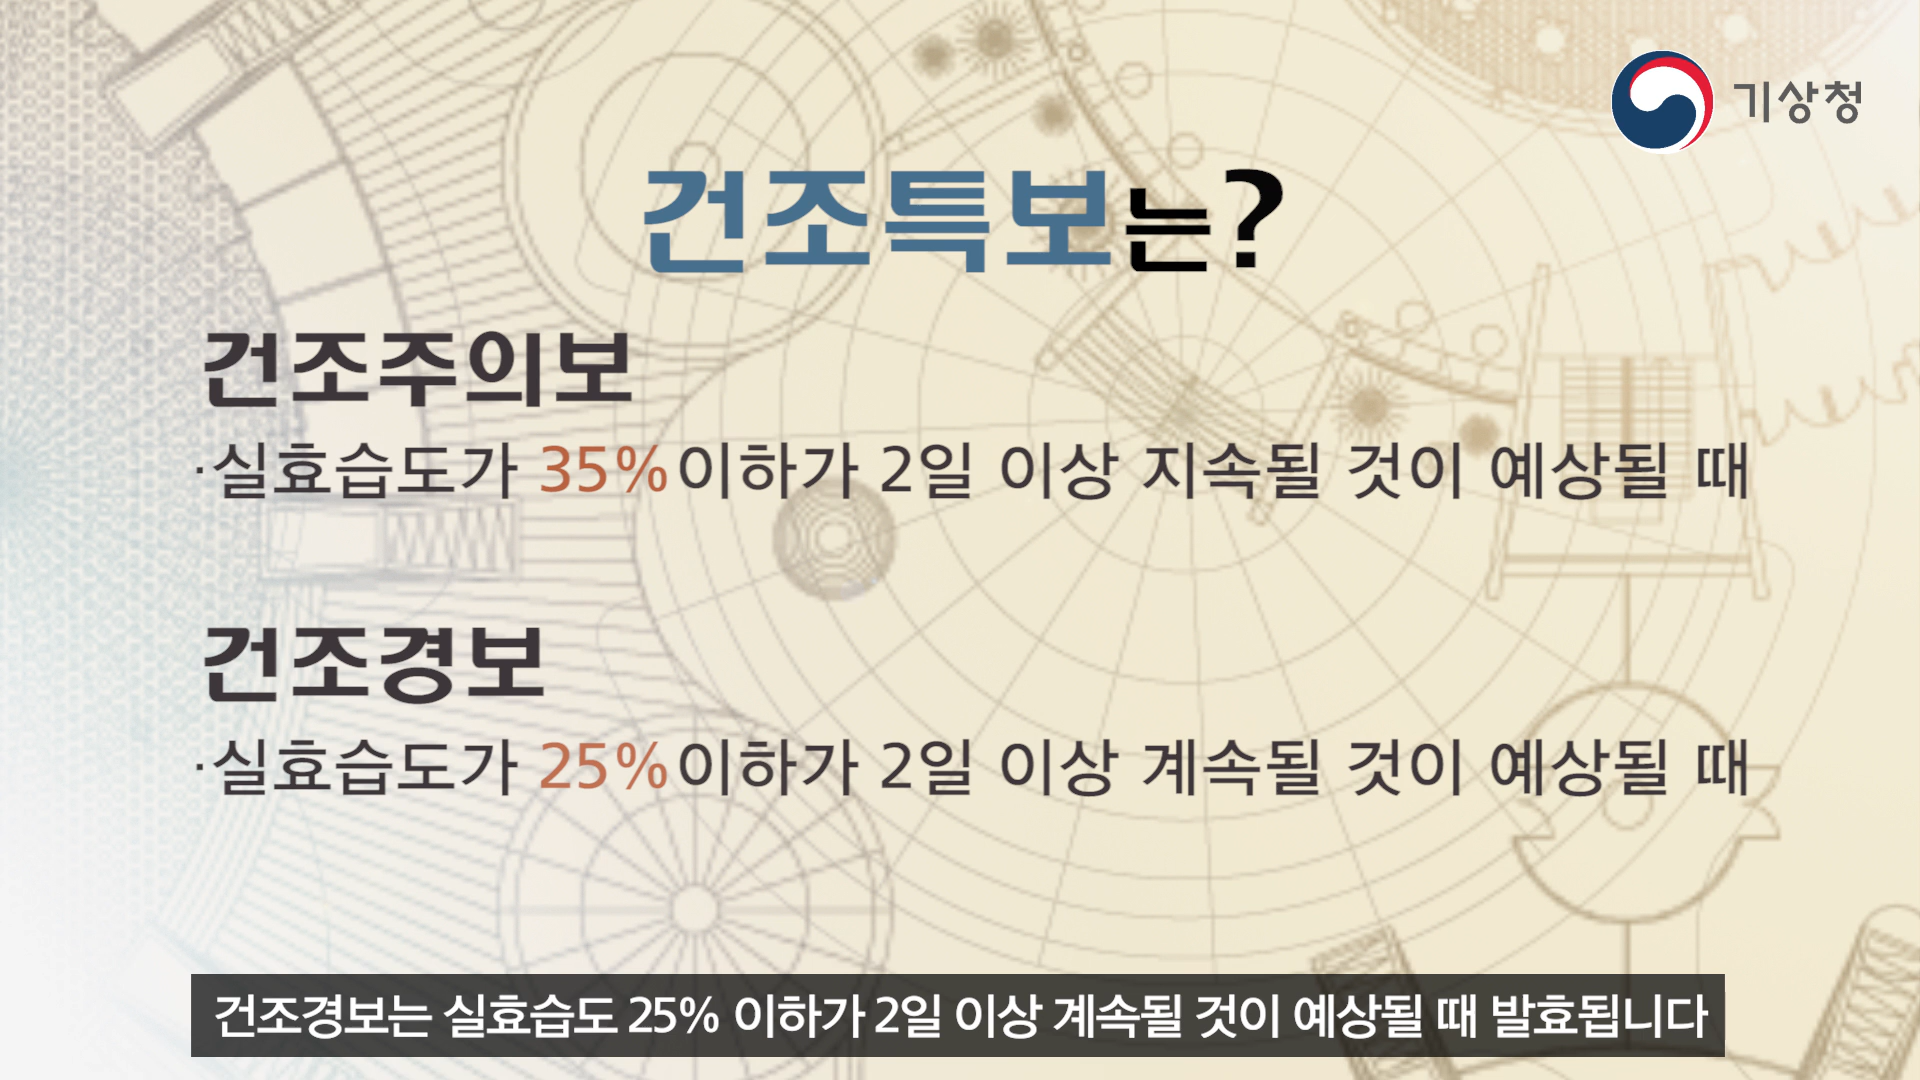 기상청
건조특보는?
건조주의보
·실효습도가 35%이하가 2일 이상 지속될 것이 예상될 때
건조경보
·실효습도가 25%이하가 2일 이상 계속될 것이 예상될 때
건조경보는 실효습도 25% 이하가 2일 이상 계속될 것이 예상될 때 발효됩니다